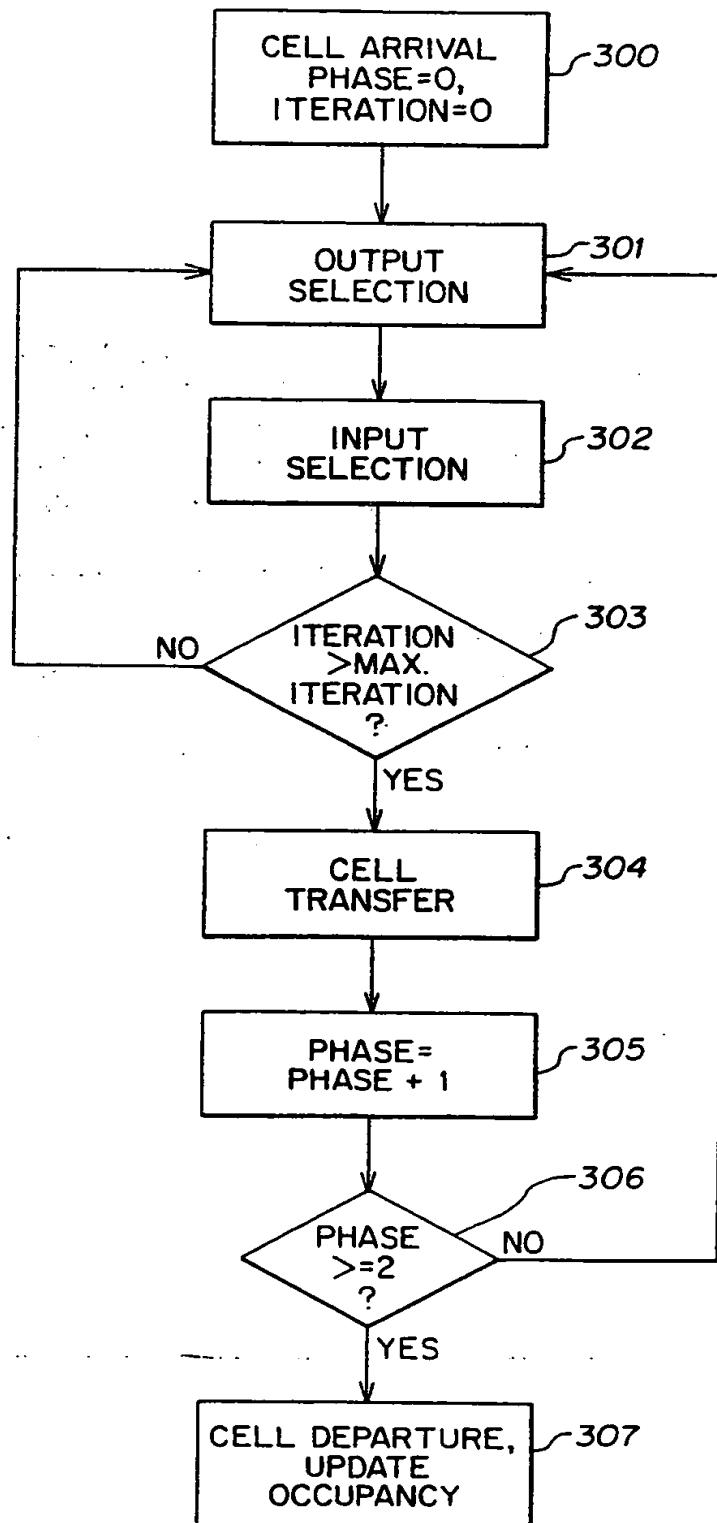 CELL ARRIVAL
PHASE=0,
ITERATION=0
300
OUTPUT
SELECTION
301
INPUT
SELECTION
302
ITERATION
>MAX.
ITERATION
?
303
NO
YES
CELL
TRANSFER
304
PHASE=
PHASE + 1
305
PHASE
>=2
?
306
NO
YES
CELL DEPARTURE,
UPDATE
OCCUPANCY
307